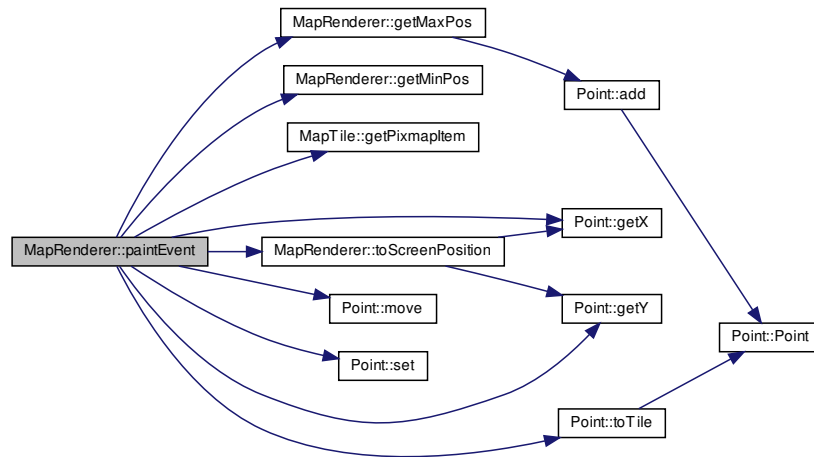 MapRenderer::getMaxPos
MapRenderer::getMinPos
Point::add
MapTile::getPixmapItem
Point::getX
MapRenderer::paintEvent
MapRenderer::toScreenPosition
Point::move
Point::getY
Point::Point
Point::set
Point::toTile